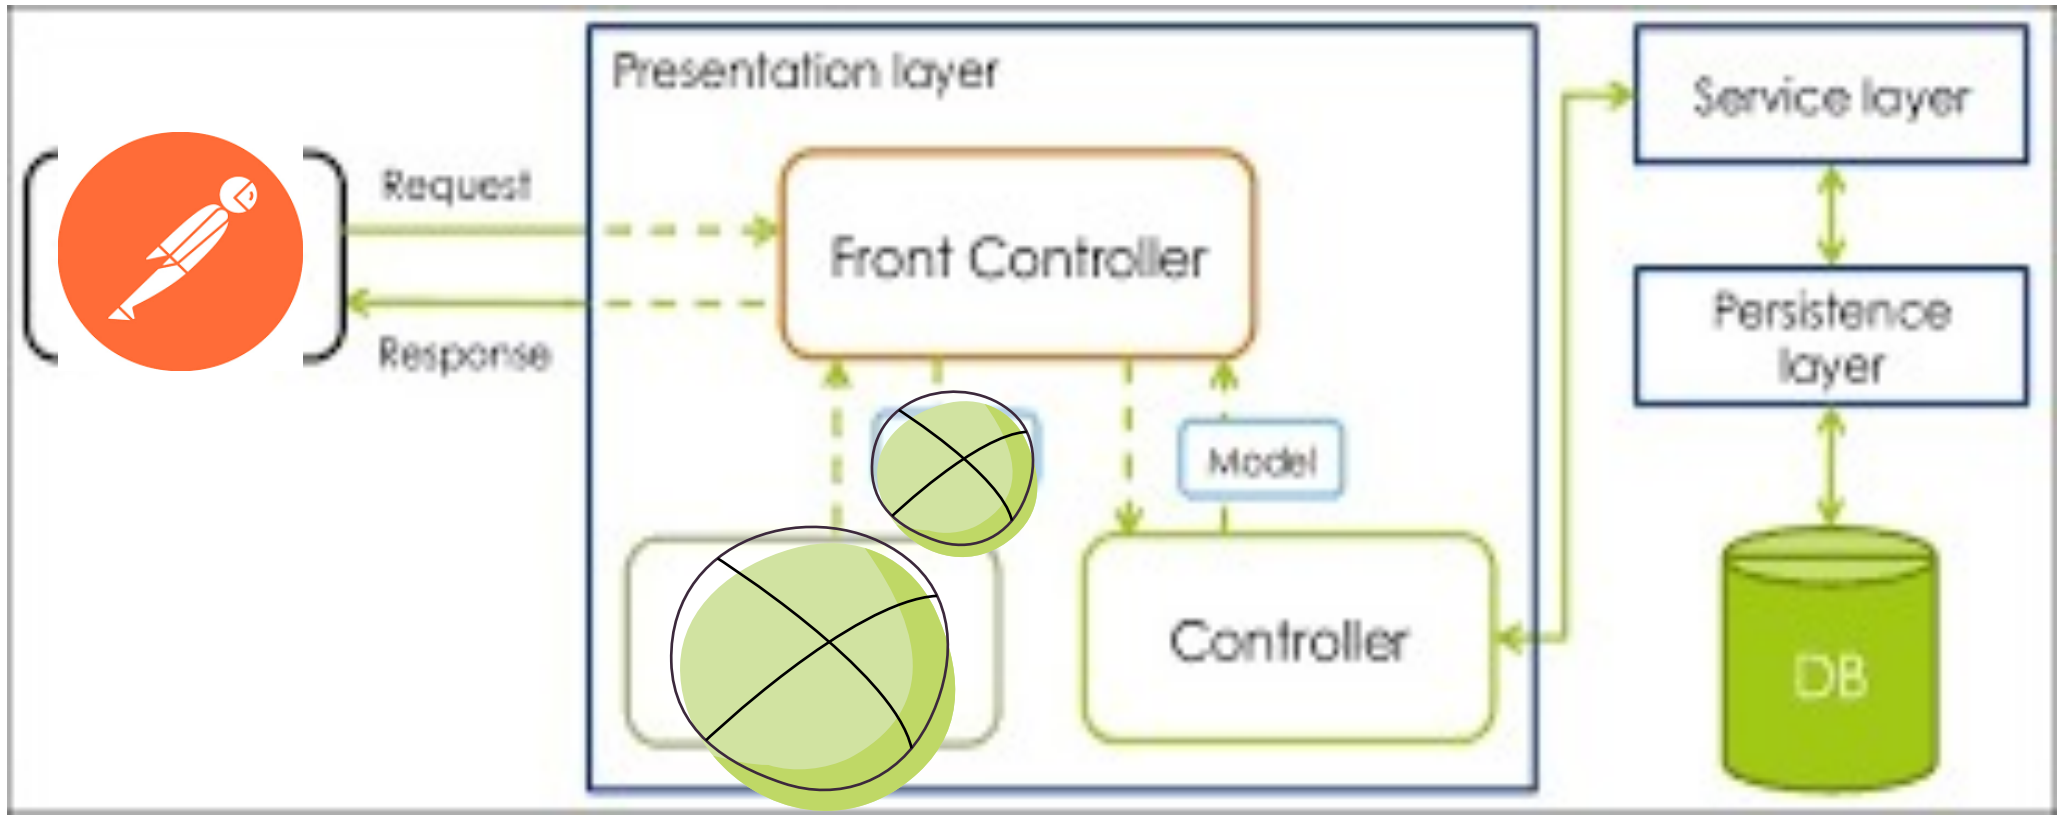 Presentation layer
Service layer
Request
Front Controller
Persistence
layer
Response
Model
Controller
DB